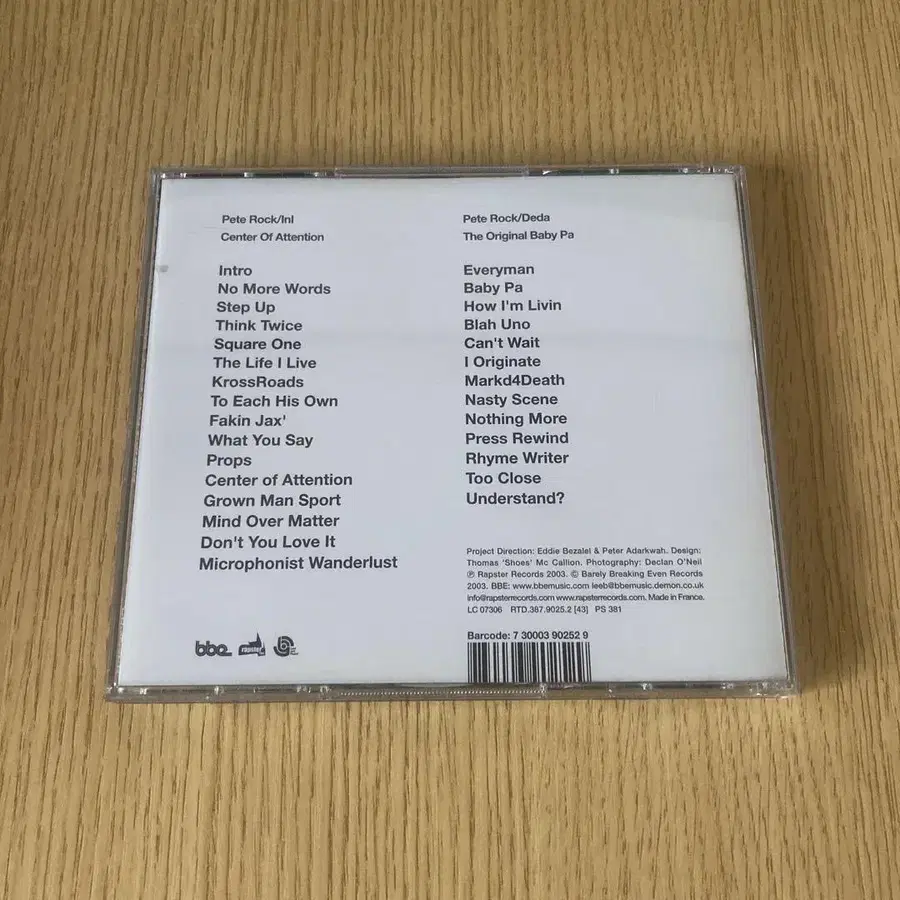 Pete Rock/InI
Center Of Attention
Intro
No More Words
Step Up
Think Twice
Square One
The Life I Live
KrossRoads
To Each His Own
Fakin Jax'
What You Say
Props
Center of Attention
Grown Man Sport
Mind Over Matter
Don't You Love It
Microphonist Wanderlust
Pete Rock/Deda
The Original Baby Pa
Everyman
Baby Pa
How I'm Livin
Blah Uno
Can't Wait
I Originate
Markd4Death
Nasty Scene
Nothing More
Press Rewind
Rhyme Writer
Too Close
Understand?
Project Direction: Eddie Bezalel & Peter Adarkwah. Design:
Thomas 'Shoes' Mc Callion. Photography: Declan O'Neil
℗ Rapster Records 2003. © Barely Breaking Even Records
2003. BBE: www.bbemusic.com leeb@bbemusic.demon.co.uk
info@rapsterrecords.com www.rapsterrecords.com. Made in France.
LC 07306 RTD.387.9025.2 [43] PS 381
bbe rapster
Barcode: 7 30003 90252 9